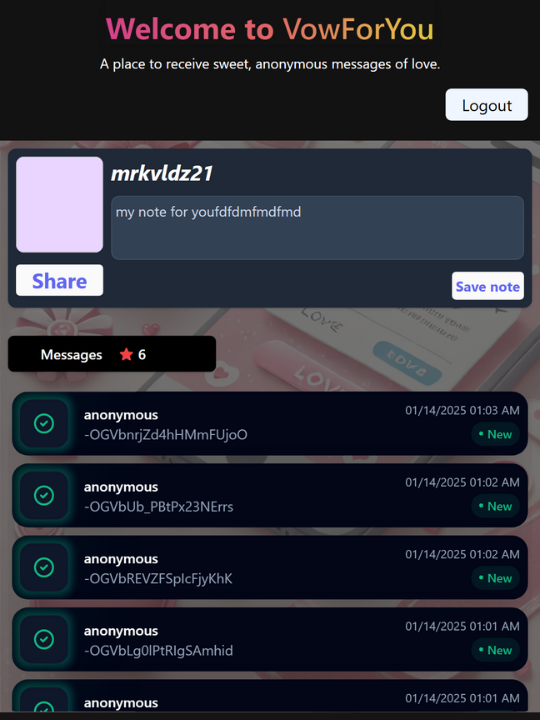 Welcome to VowForYou
A place to receive sweet, anonymous messages of love.
Logout
mrkvldz21
my note for youfdfdmfmdfmd
Share
Save note
LOVE
LOVE
Messages
6
anonymous
01/14/2025 01:03 AM
-OGVbnrjZd4hHMmFUjoO
• New
anonymous
01/14/2025 01:02 AM
-OGVbUb_PBtPx23NErrs
• New
anonymous
01/14/2025 01:02 AM
-OGVbREVZFSplcFjyKhK
• New
anonymous
01/14/2025 01:01 AM
-OGVbLg0lPtRlgSAmhid
• New
anonymous
01/14/2025 01:01 AM